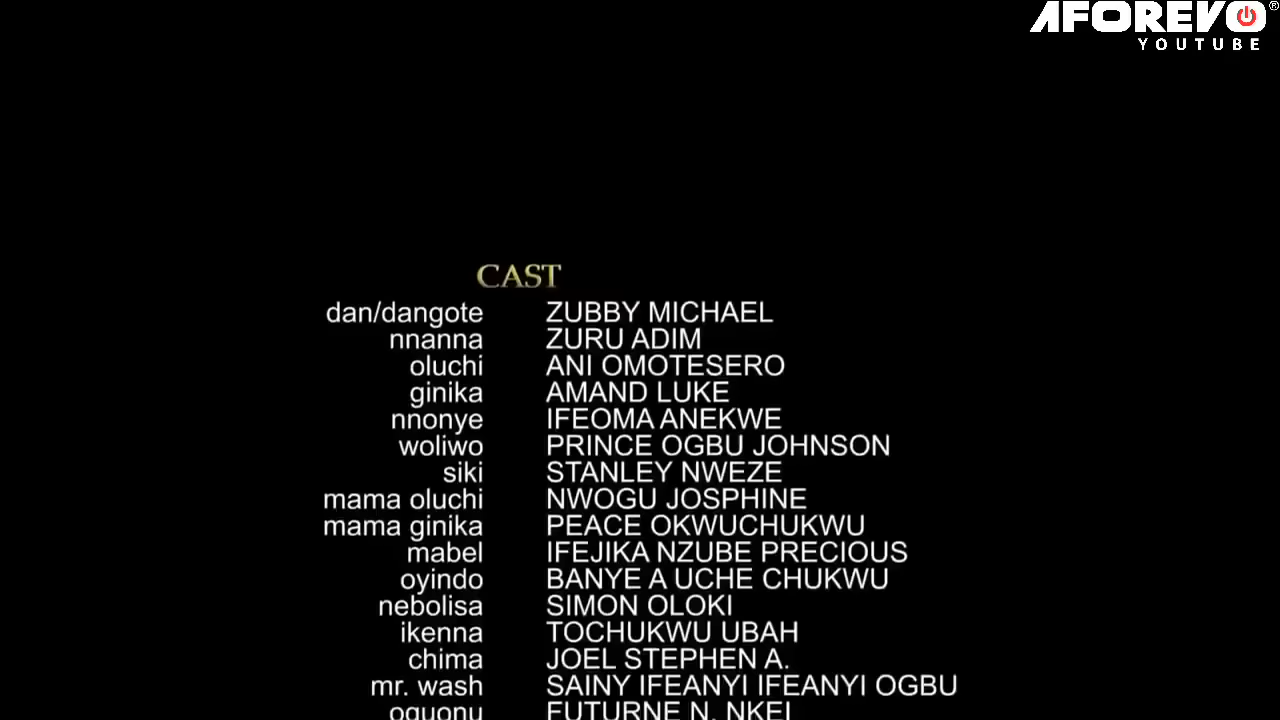 AFOREVO®
YOUTUBE
CAST
dan/dangote ZUBBY MICHAEL
nnanna ZURU ADIM
oluchi ANI OMOTESERO
ginika AMAND LUKE
nnonye IFEOMA ANEKWE
woliwo PRINCE OGBU JOHNSON
siki STANLEY NWEZE
mama oluchi NWOGU JOSPHINE
mama ginika PEACE OKWUCHUKWU
mabel IFEJIKA NZUBE PRECIOUS
oyindo BANYE A UCHE CHUKWU
nebolisa SIMON OLOKI
ikenna TOCHUKWU UBAH
chima JOEL STEPHEN A.
mr. wash SAINY IFEANYI IFEANYI OGBU
oguonu FUTURNE N. NKEI